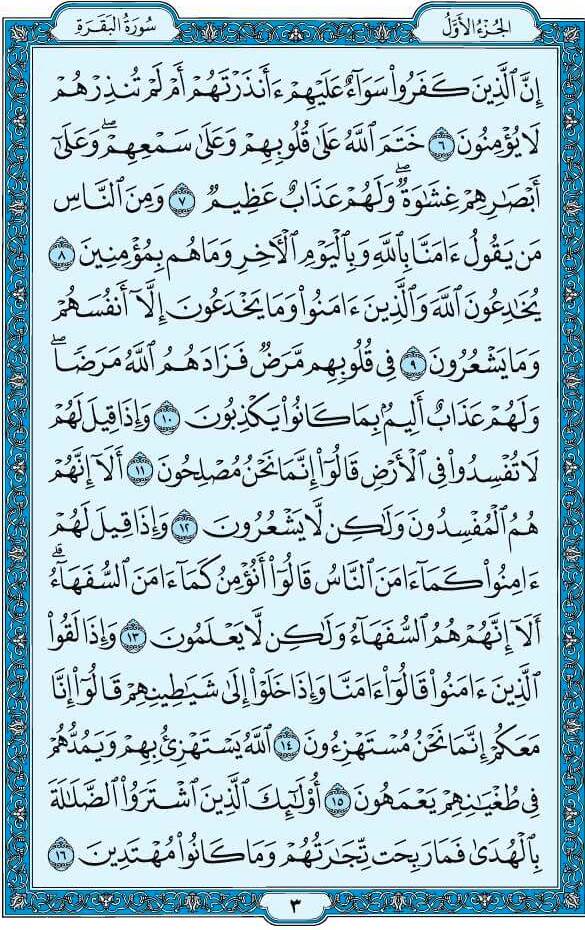 الجُزءُ الأَوَّلُ
سُورَةُ البَقَرَةِ
إِنَّ ٱلَّذِينَ كَفَرُواْ سَوَآءٌ عَلَيْهِمْ ءَأَنذَرْتَهُمْ أَمْ لَمْ تُنذِرْهُمْ
لَا يُؤْمِنُونَ ٦ خَتَمَ ٱللَّهُ عَلَىٰ قُلُوبِهِمْ وَعَلَىٰ سَمْعِهِمْۖ وَعَلَىٰٓ
أَبْصَٰرِهِمْ غِشَٰوَةٌۖ وَلَهُمْ عَذَابٌ عَظِيمٌ ٧ وَمِنَ ٱلنَّاسِ
مَن يَقُولُ ءَامَنَّا بِٱللَّهِ وَبِٱلْيَوْمِ ٱلْأٓخِرِ وَمَا هُم بِمُؤْمِنِينَ ٨
يُخَٰدِعُونَ ٱللَّهَ وَٱلَّذِينَ ءَامَنُواْ وَمَا يَخْدَعُونَ إِلَّآ أَنفُسَهُمْ
وَمَا يَشْعُرُونَ ٩ فِى قُلُوبِهِم مَّرَضٌ فَزَادَهُمُ ٱللَّهُ مَرَضًاۖ
وَلَهُمْ عَذَابٌ أَلِيمٌۢ بِمَا كَانُواْ يَكْذِبُونَ ١٠ وَإِذَا قِيلَ لَهُمْ
لَا تُفْسِدُواْ فِى ٱلْأَرْضِ قَالُوٓاْ إِنَّمَا نَحْنُ مُصْلِحُونَ ١١ أَلَآ إِنَّهُمْ
هُمُ ٱلْمُفْسِدُونَ وَلَٰكِن لَّا يَشْعُرُونَ ١٢ وَإِذَا قِيلَ لَهُمْ
ءَامِنُواْ كَمَآ ءَامَنَ ٱلنَّاسُ قَالُوٓاْ أَنُؤْمِنُ كَمَآ ءَامَنَ ٱلسُّفَهَآءُۗ
أَلَآ إِنَّهُمْ هُمُ ٱلسُّفَهَآءُ وَلَٰكِن لَّا يَعْلَمُونَ ١٣ وَإِذَا لَقُواْ
ٱلَّذِينَ ءَامَنُواْ قَالُوٓاْ ءَامَنَّا وَإِذَا خَلَوْاْ إِلَىٰ شَيَٰطِينِهِمْ قَالُوٓاْ إِنَّا
مَعَكُمْ إِنَّمَا نَحْنُ مُسْتَهْزِءُونَ ١٤ ٱللَّهُ يَسْتَهْزِئُ بِهِمْ وَيَمُدُّهُمْ
فِى طُغْيَٰنِهِمْ يَعْمَهُونَ ١٥ أُوْلَٰٓئِكَ ٱلَّذِينَ ٱشْتَرَوُاْ ٱلضَّلَٰلَةَ
بِٱلْهُدَىٰ فَمَا رَبِحَت تِّجَٰرَتُهُمْ وَمَا كَانُواْ مُهْتَدِينَ ١٦
٣